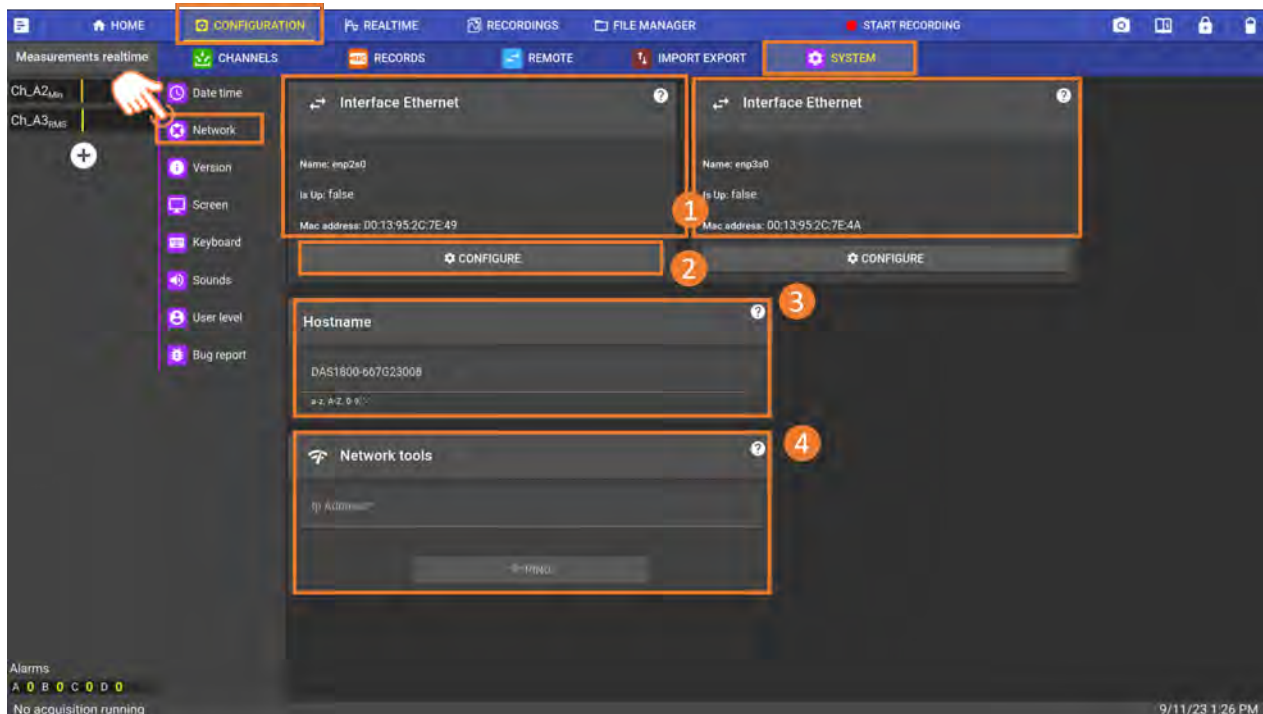 HOME CONFIGURATION REALTIME RECORDINGS FILE MANAGER START RECORDING
Measurements realtime CHANNELS RECORDS REMOTE IMPORT EXPORT SYSTEM
Ch_A2Min
Ch_A3RMS
Date time
Network
Version
Screen
Keyboard
Sounds
User level
Bug report
Interface Ethernet ?
Name: enp2s0
Is Up: false
Mac address: 00:13:95:2C:7E:49
1
CONFIGURE
2
Interface Ethernet ?
Name: enp3s0
Is Up: false
Mac address: 00:13:95:2C:7E:4A
CONFIGURE
Hostname ?
3
DAS1800-667G23008
a-z, A-Z, 0-9,
Network tools ?
4
Ip Address*
PING
Alarms
A 0 B 0 C 0 D 0
No acquisition running
9/11/23 1:26 PM